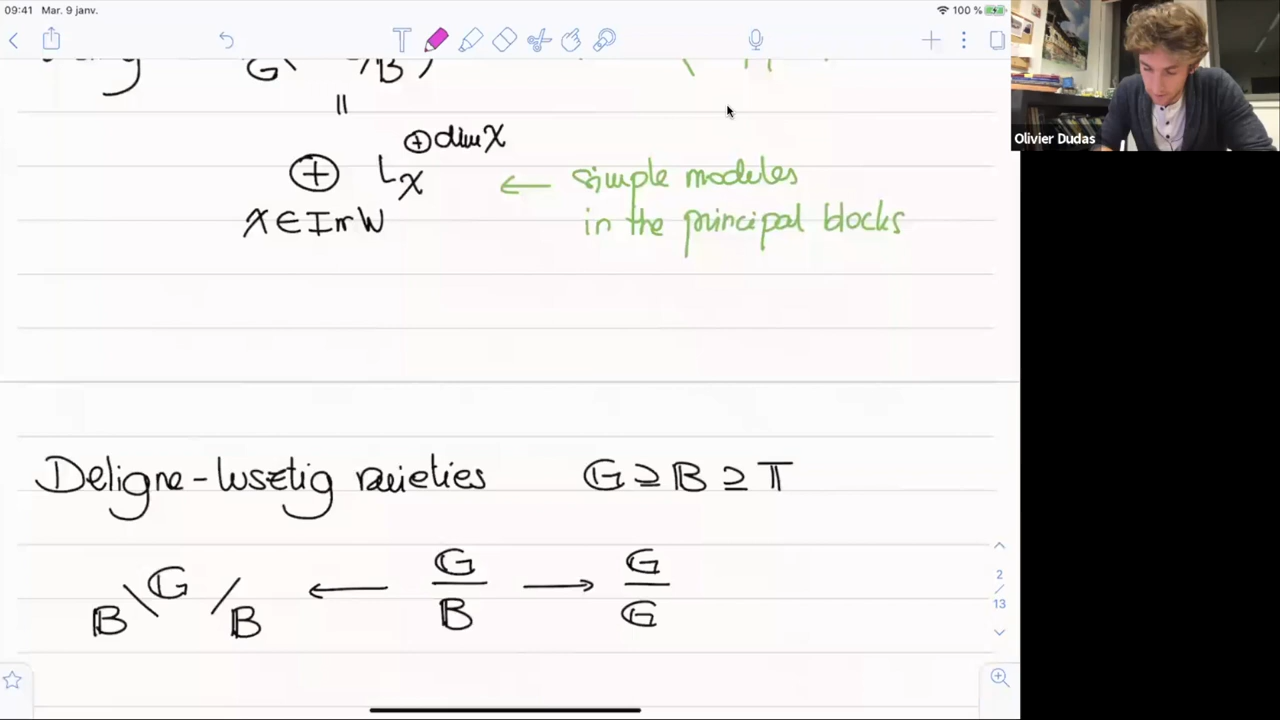 09:41 Mar. 9 janv. 100 %
G\ /B)
||
⊕ L_χ^{⊕ dim χ} ← simple modules
χ ∈ Irr W in the principal blocks
Olivier Dudas
Deligne-Lusztig varieties 𝔾 ⊇ 𝔹 ⊇ 𝕋
𝔹\𝔾/𝔹 ← 𝔾/𝔹 → 𝔾/𝔾
2
/
13